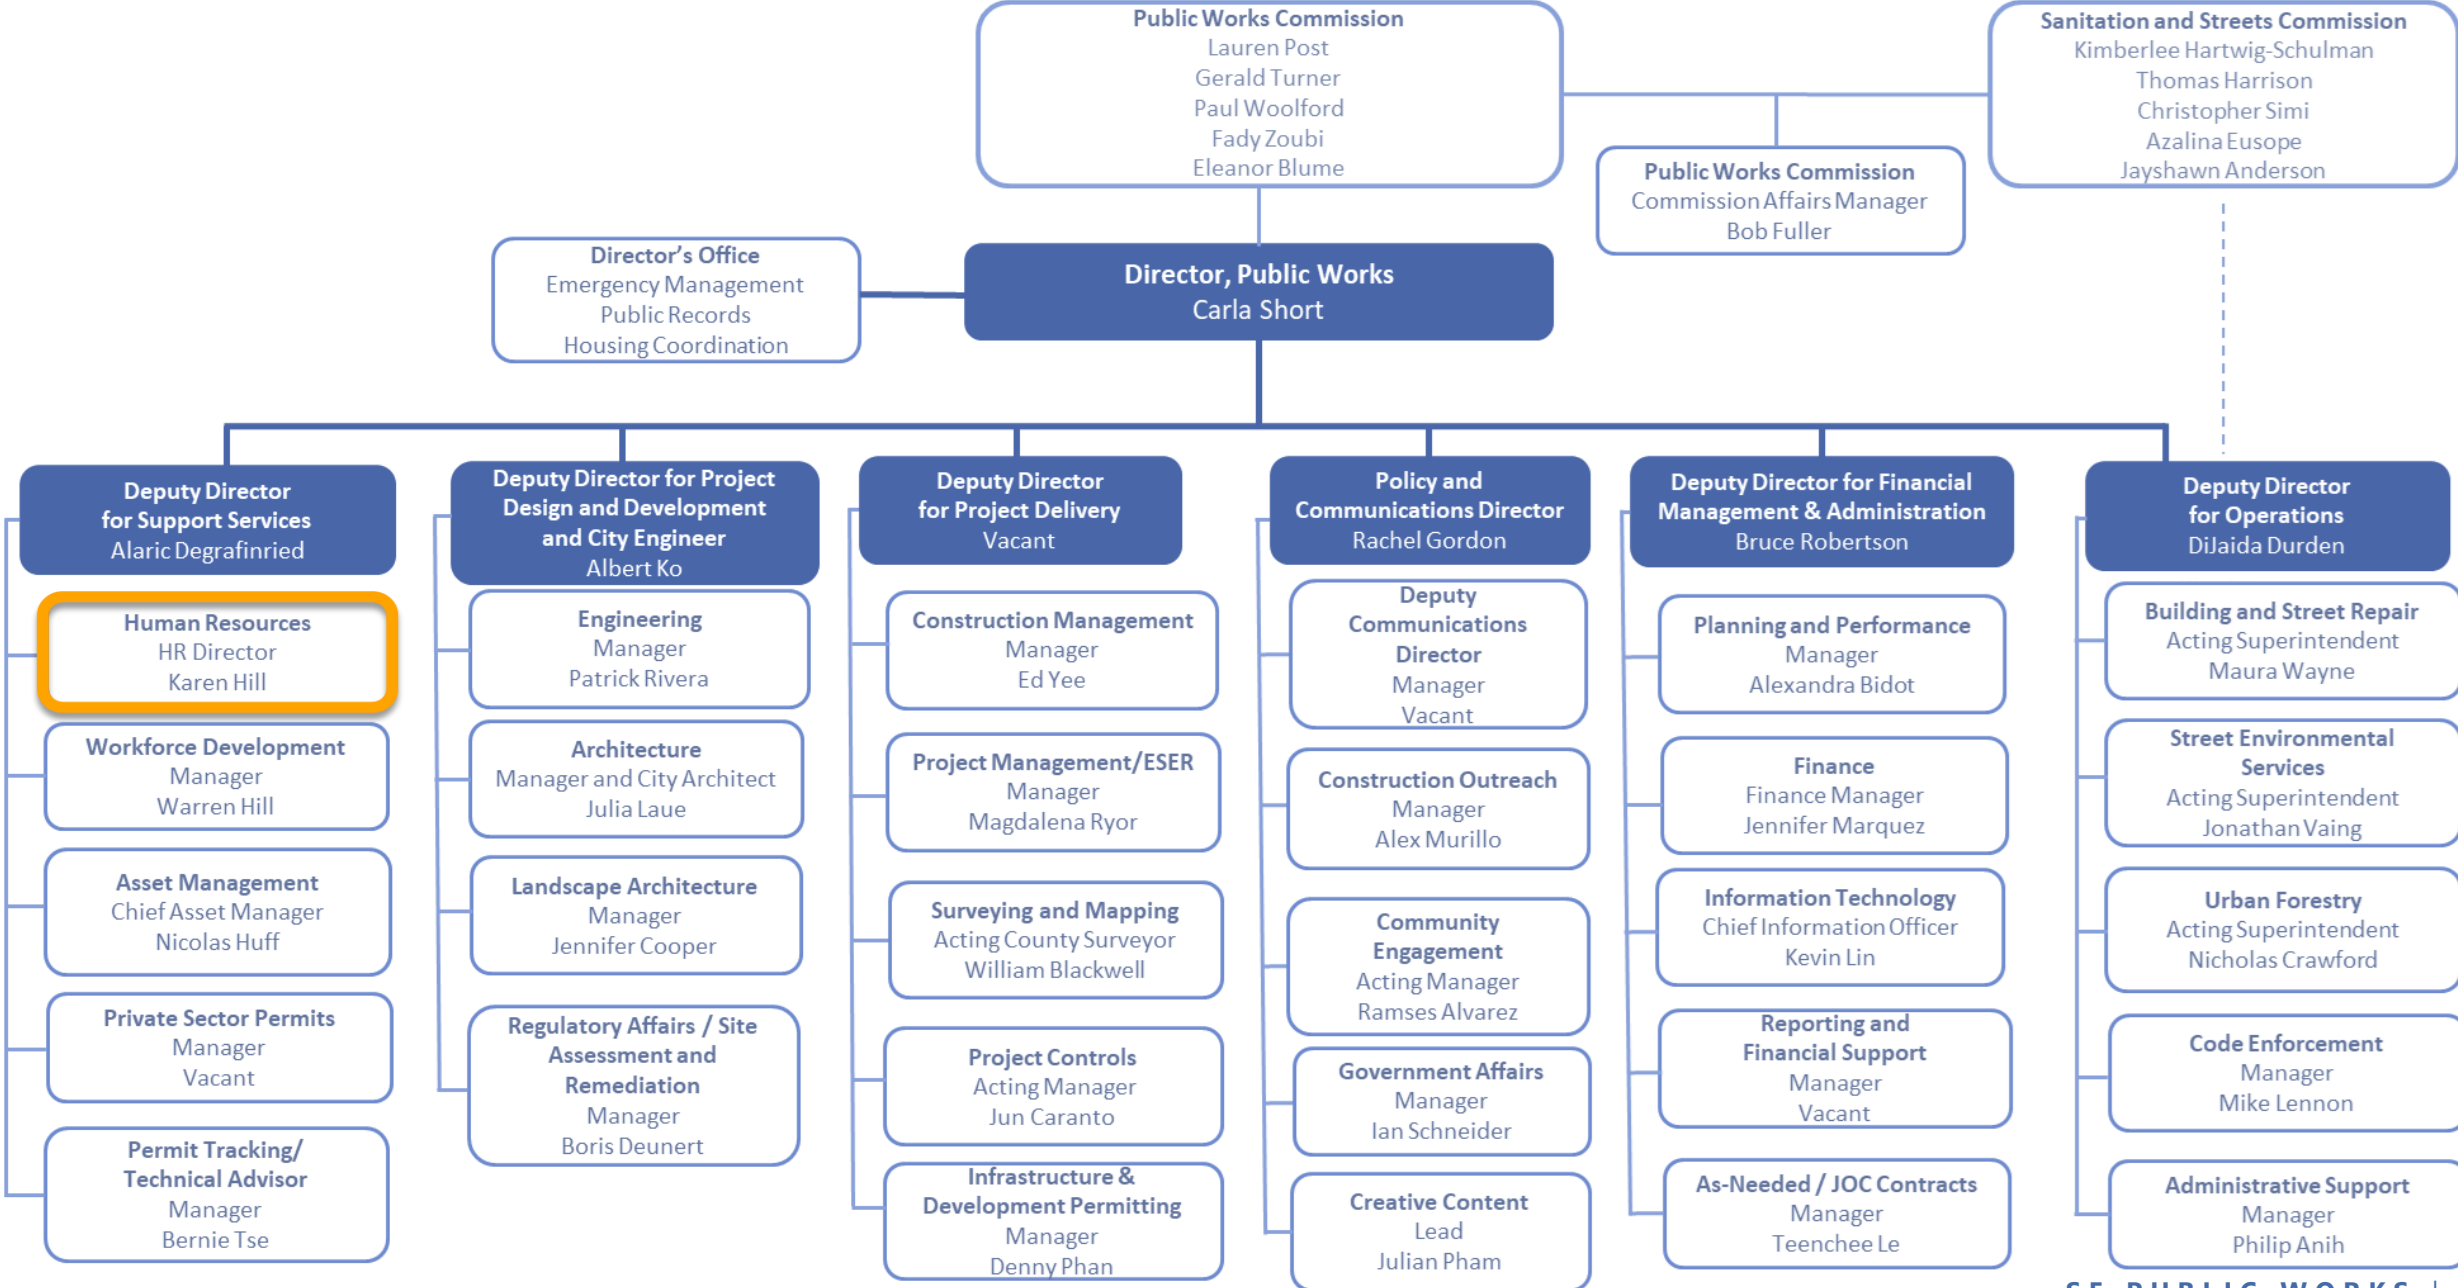 Public Works Commission
Lauren Post
Gerald Turner
Paul Woolford
Fady Zoubi
Eleanor Blume
Sanitation and Streets Commission
Kimberlee Hartwig-Schulman
Thomas Harrison
Christopher Simi
Azalina Eusope
Jayshawn Anderson
Public Works Commission
Commission Affairs Manager
Bob Fuller
Director's Office
Emergency Management
Public Records
Housing Coordination
Director, Public Works
Carla Short
Deputy Director
for Support Services
Alaric Degrafinried
Human Resources
HR Director
Karen Hill
Workforce Development
Manager
Warren Hill
Asset Management
Chief Asset Manager
Nicolas Huff
Private Sector Permits
Manager
Vacant
Permit Tracking/
Technical Advisor
Manager
Bernie Tse
Deputy Director for Project
Design and Development
and City Engineer
Albert Ko
Engineering
Manager
Patrick Rivera
Architecture
Manager and City Architect
Julia Laue
Landscape Architecture
Manager
Jennifer Cooper
Regulatory Affairs / Site
Assessment and
Remediation
Manager
Boris Deunert
Deputy Director
for Project Delivery
Vacant
Construction Management
Manager
Ed Yee
Project Management/ESER
Manager
Magdalena Ryor
Surveying and Mapping
Acting County Surveyor
William Blackwell
Project Controls
Acting Manager
Jun Caranto
Infrastructure &
Development Permitting
Manager
Denny Phan
Policy and
Communications Director
Rachel Gordon
Deputy
Communications
Director
Manager
Vacant
Construction Outreach
Manager
Alex Murillo
Community
Engagement
Acting Manager
Ramses Alvarez
Government Affairs
Manager
Ian Schneider
Creative Content
Lead
Julian Pham
Deputy Director for Financial
Management & Administration
Bruce Robertson
Planning and Performance
Manager
Alexandra Bidot
Finance
Finance Manager
Jennifer Marquez
Information Technology
Chief Information Officer
Kevin Lin
Reporting and
Financial Support
Manager
Vacant
As-Needed / JOC Contracts
Manager
Teenchee Le
Deputy Director
for Operations
DiJaida Durden
Building and Street Repair
Acting Superintendent
Maura Wayne
Street Environmental
Services
Acting Superintendent
Jonathan Vaing
Urban Forestry
Acting Superintendent
Nicholas Crawford
Code Enforcement
Manager
Mike Lennon
Administrative Support
Manager
Philip Anih
SF PUBLIC WORKS |